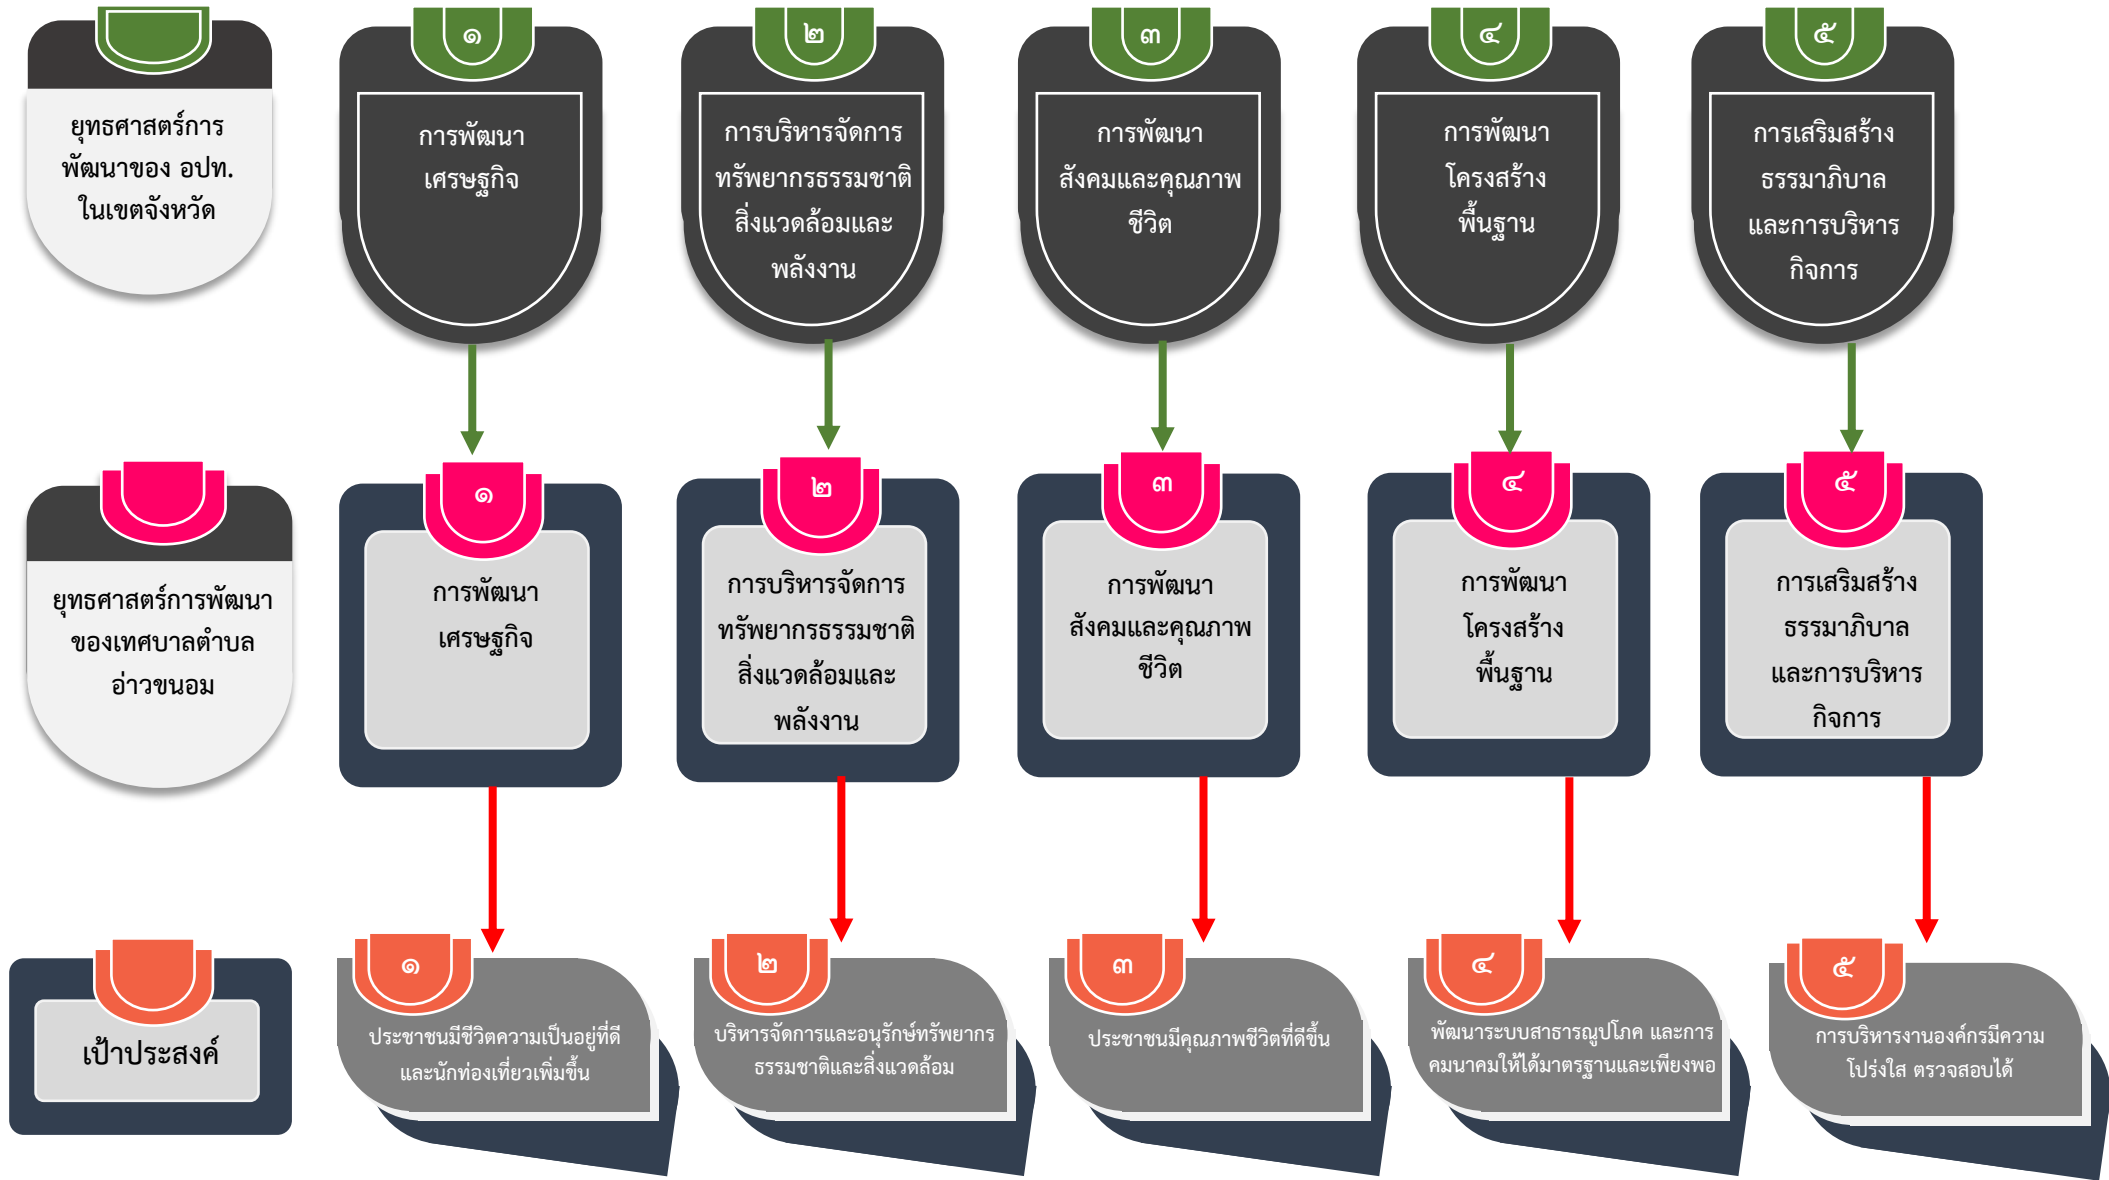 ยุทธศาสตร์การ
พัฒนาของ อปท.
ในเขตจังหวัด
๑
การพัฒนา
เศรษฐกิจ
๒
การบริหารจัดการ
ทรัพยากรธรรมชาติ
สิ่งแวดล้อมและ
พลังงาน
๓
การพัฒนา
สังคมและคุณภาพ
ชีวิต
๔
การพัฒนา
โครงสร้าง
พื้นฐาน
๕
การเสริมสร้าง
ธรรมาภิบาล
และการบริหาร
กิจการ
ยุทธศาสตร์การพัฒนา
ของเทศบาลตำบล
อ่าวขนอม
๑
การพัฒนา
เศรษฐกิจ
๒
การบริหารจัดการ
ทรัพยากรธรรมชาติ
สิ่งแวดล้อมและ
พลังงาน
๓
การพัฒนา
สังคมและคุณภาพ
ชีวิต
๔
การพัฒนา
โครงสร้าง
พื้นฐาน
๕
การเสริมสร้าง
ธรรมาภิบาล
และการบริหาร
กิจการ
เป้าประสงค์
๑
ประชาชนมีชีวิตความเป็นอยู่ที่ดี
และนักท่องเที่ยวเพิ่มขึ้น
๒
บริหารจัดการและอนุรักษ์ทรัพยากร
ธรรมชาติและสิ่งแวดล้อม
๓
ประชาชนมีคุณภาพชีวิตที่ดีขึ้น
๔
พัฒนาระบบสาธารณูปโภค และการ
คมนาคมให้ได้มาตรฐานและเพียงพอ
๕
การบริหารงานองค์กรมีความ
โปร่งใส ตรวจสอบได้